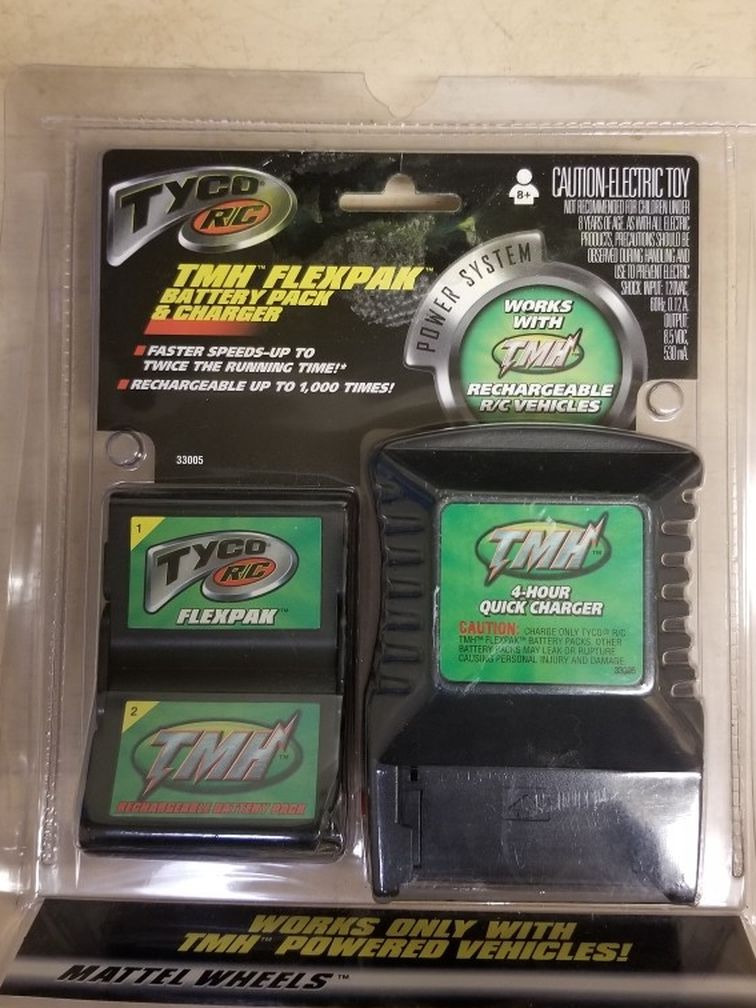 TYCO R/C
TMH™ FLEXPAK™
BATTERY PACK
& CHARGER
FASTER SPEEDS-UP TO
TWICE THE RUNNING TIME!*
RECHARGEABLE UP TO 1,000 TIMES!
33005
8+
CAUTION-ELECTRIC TOY
NOT RECOMMENDED FOR CHILDREN UNDER
8 YEARS OF AGE. AS WITH ALL ELECTRIC
PRODUCTS, PRECAUTIONS SHOULD BE
OBSERVED DURING HANDLING AND
USE TO PREVENT ELECTRIC
SHOCK. INPUT: 120VAC,
60Hz, 0.12 A.
OUTPUT:
8.5 VDC,
530 mA.
POWER SYSTEM
WORKS
WITH
TMH™
RECHARGEABLE
R/C VEHICLES
1
TYCO R/C
FLEXPAK™
2
TMH™
RECHARGEABLE BATTERY PACK
TMH™
4-HOUR
QUICK CHARGER
CAUTION: CHARGE ONLY TYCO® R/C
TMH™ FLEXPAK™ BATTERY PACKS. OTHER
BATTERY PACKS MAY LEAK OR RUPTURE
CAUSING PERSONAL INJURY AND DAMAGE.
WORKS ONLY WITH
TMH™ POWERED VEHICLES!
MATTEL WHEELS™